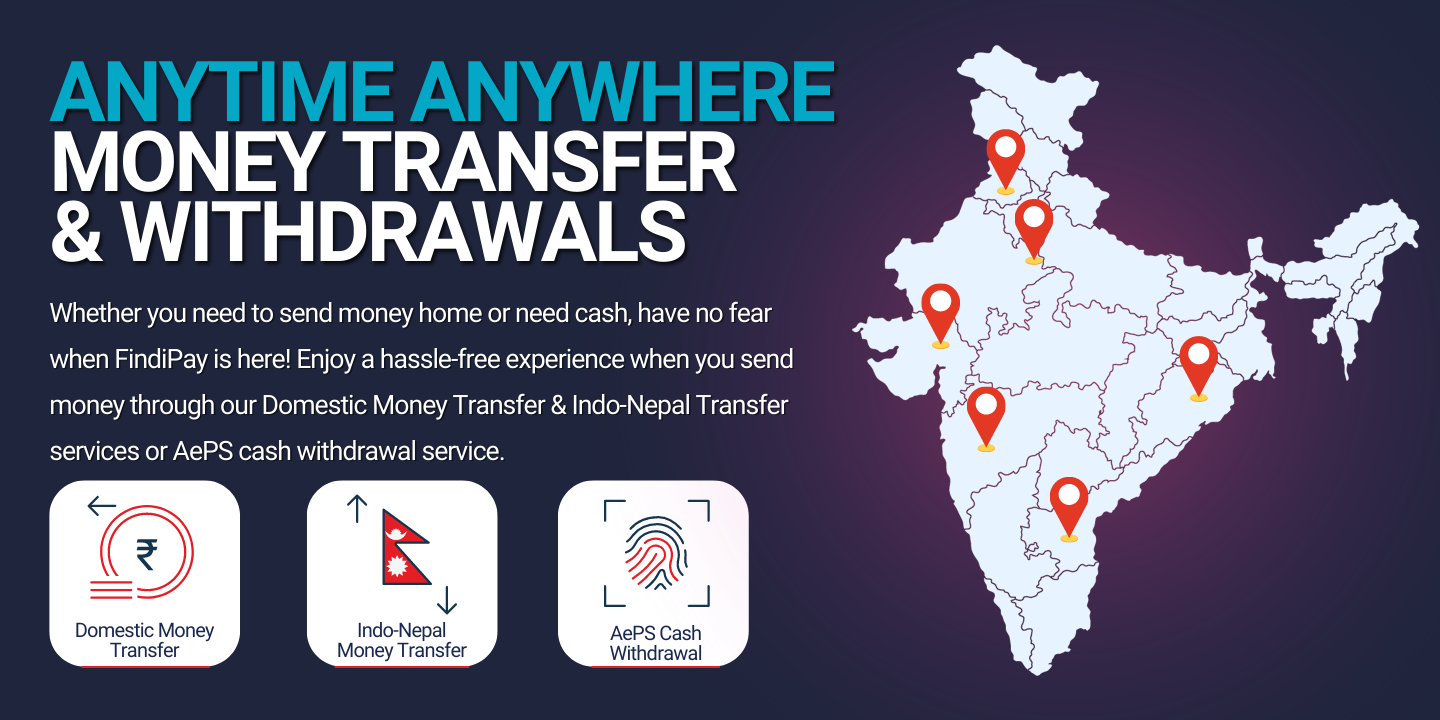 ANYTIME ANYWHERE
MONEY TRANSFER
& WITHDRAWALS
Whether you need to send money home or need cash, have no fear
when FindiPay is here! Enjoy a hassle-free experience when you send
money through our Domestic Money Transfer & Indo-Nepal Transfer
services or AePS cash withdrawal service.
₹
Domestic Money
Transfer
Indo-Nepal
Money Transfer
AePS Cash
Withdrawal